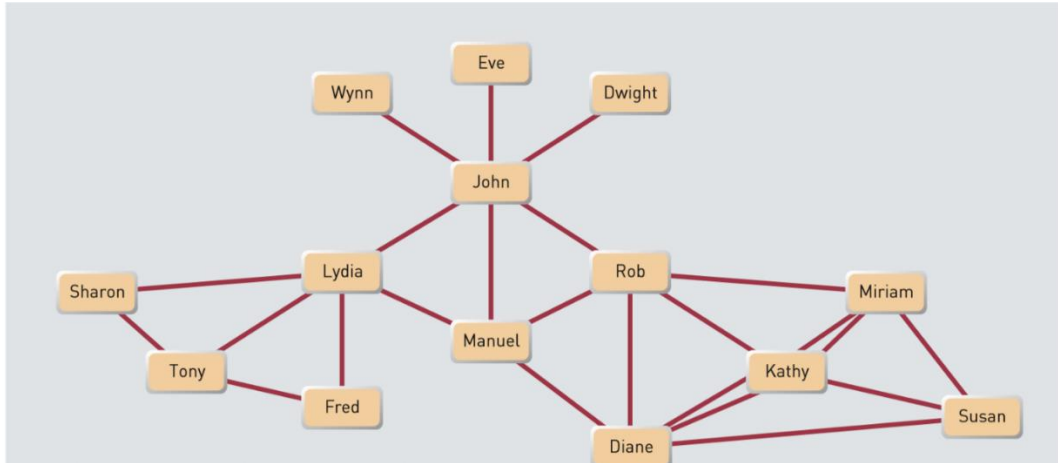 Eve
Wynn
Dwight
John
Lydia
Rob
Sharon
Miriam
Manuel
Tony
Kathy
Fred
Susan
Diane